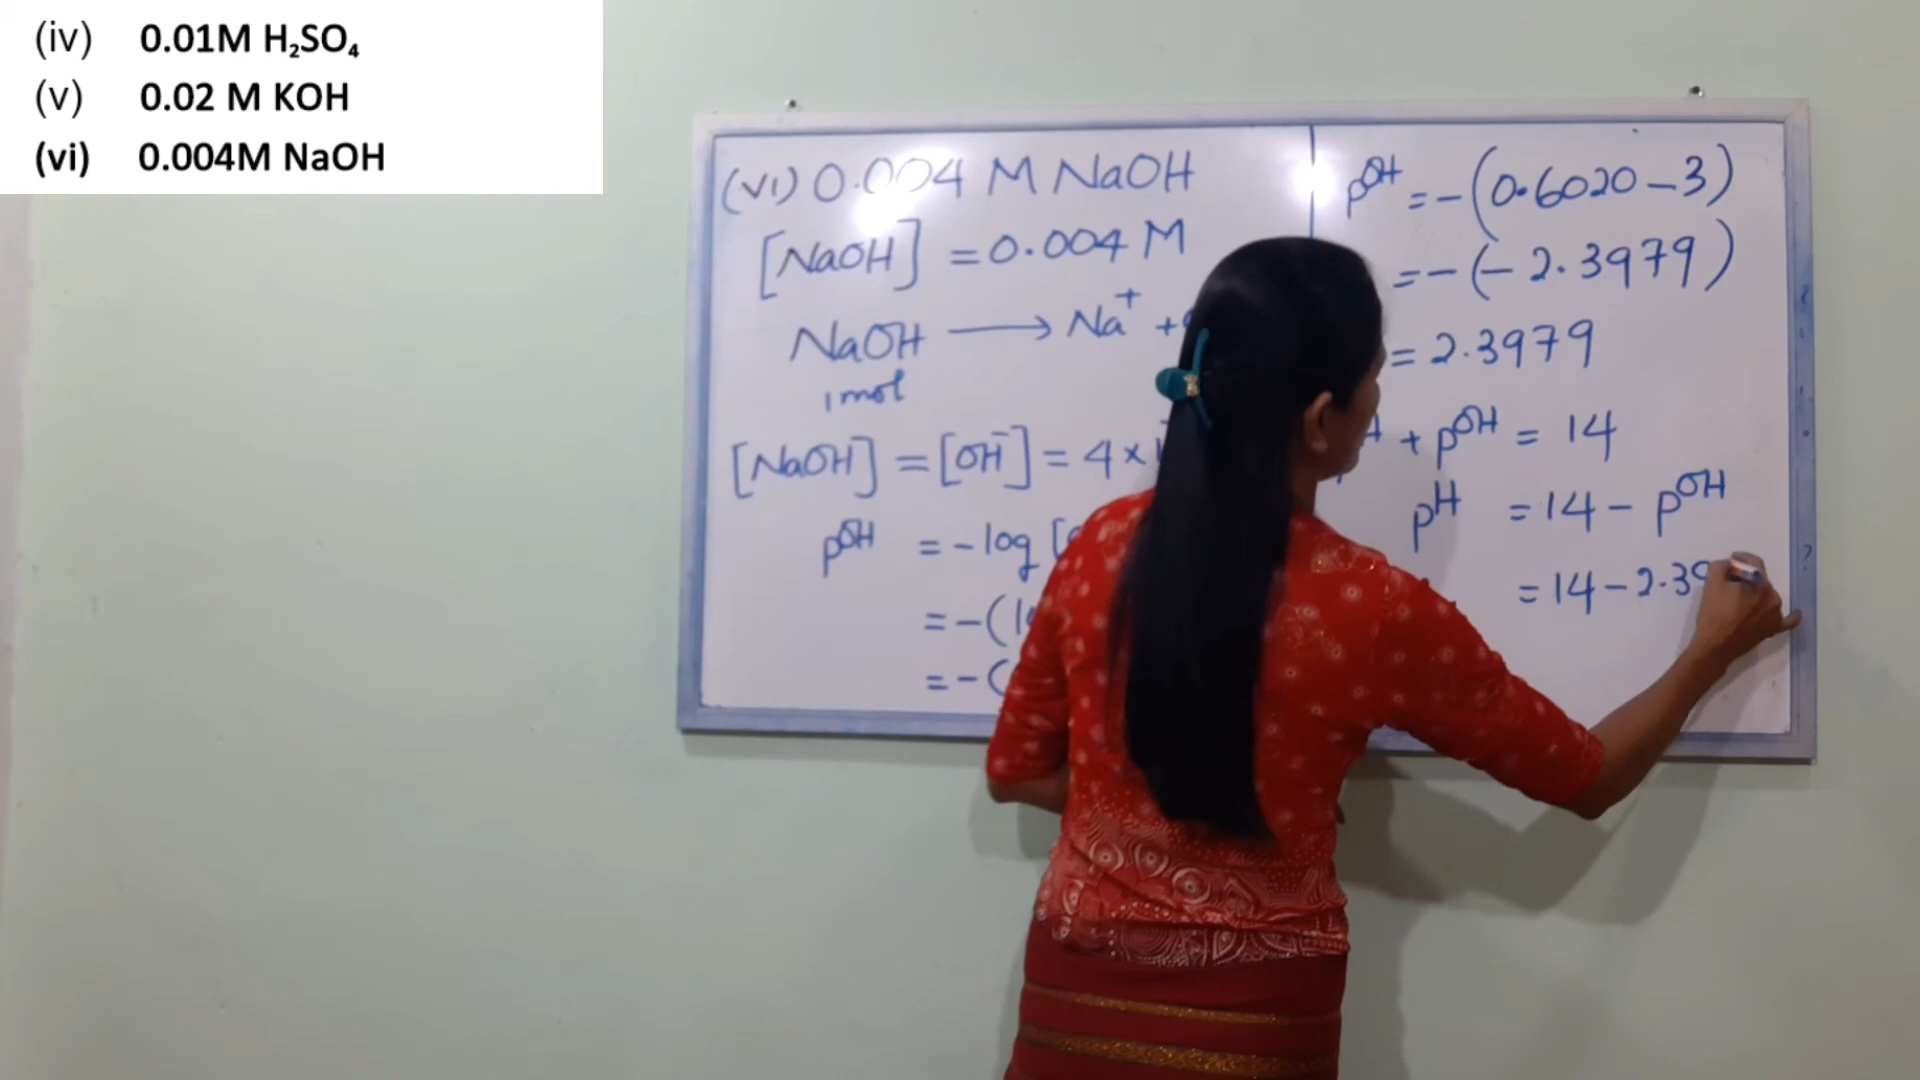 (iv) 0.01M H₂SO₄
(v) 0.02 M KOH
(vi) 0.004M NaOH
(vi) 0.004 M NaOH
[NaOH] = 0.004 M
NaOH ⟶ Na⁺ +
1 mol
[NaOH] = [OH⁻] = 4 ×
pᴼᴴ = - log [
= - (
= - (
pᴼᴴ = - (0.6020 - 3)
= - (- 2.3979)
= 2.3979
+ pᴼᴴ = 14
pᴴ = 14 - pᴼᴴ
= 14 - 2.39